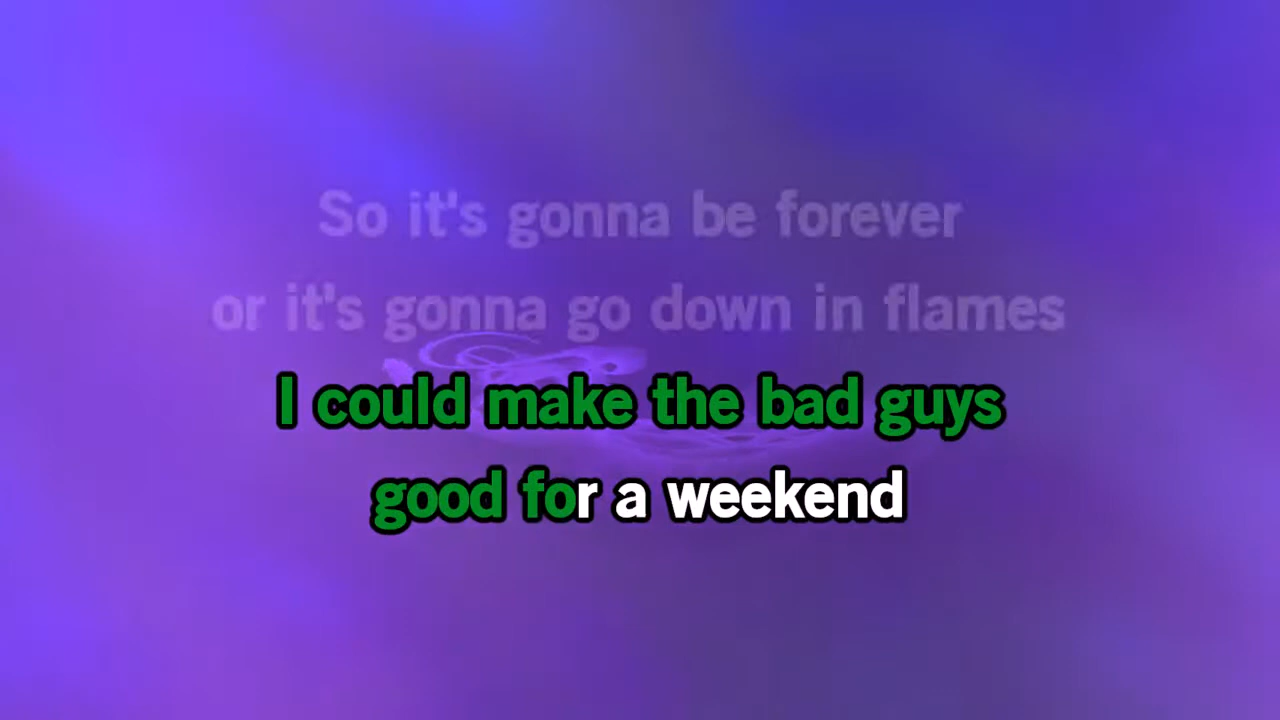 So it's gonna be forever
or it's gonna go down in flames
I could make the bad guys
good for a weekend